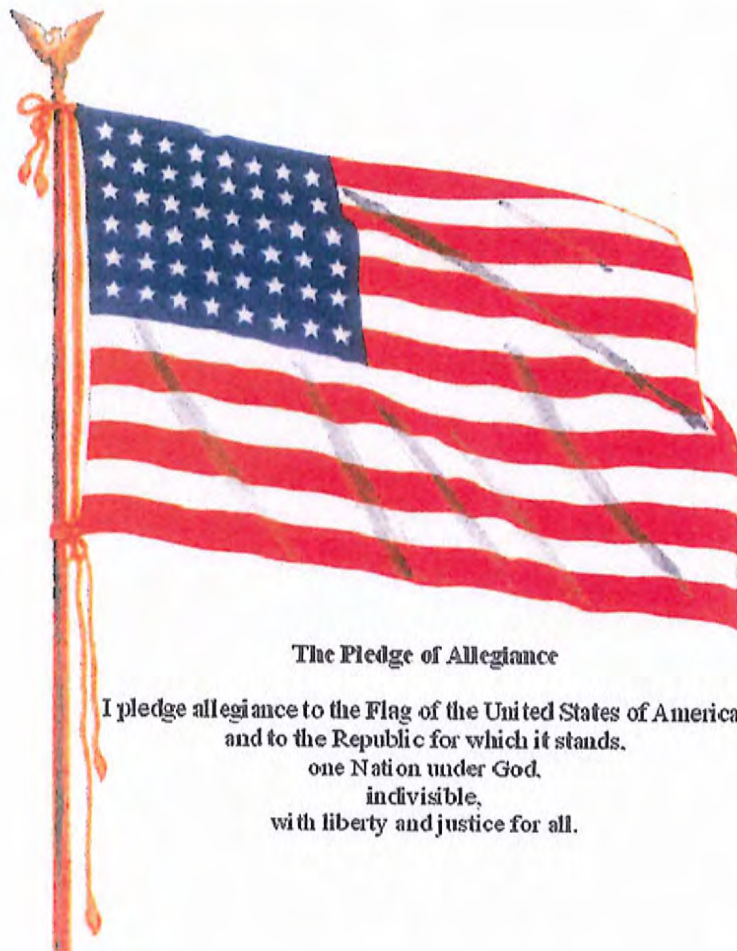 The Pledge of Allegiance
I pledge allegiance to the Flag of the United States of America
and to the Republic for which it stands.
one Nation under God,
indivisible,
with liberty and justice for all.